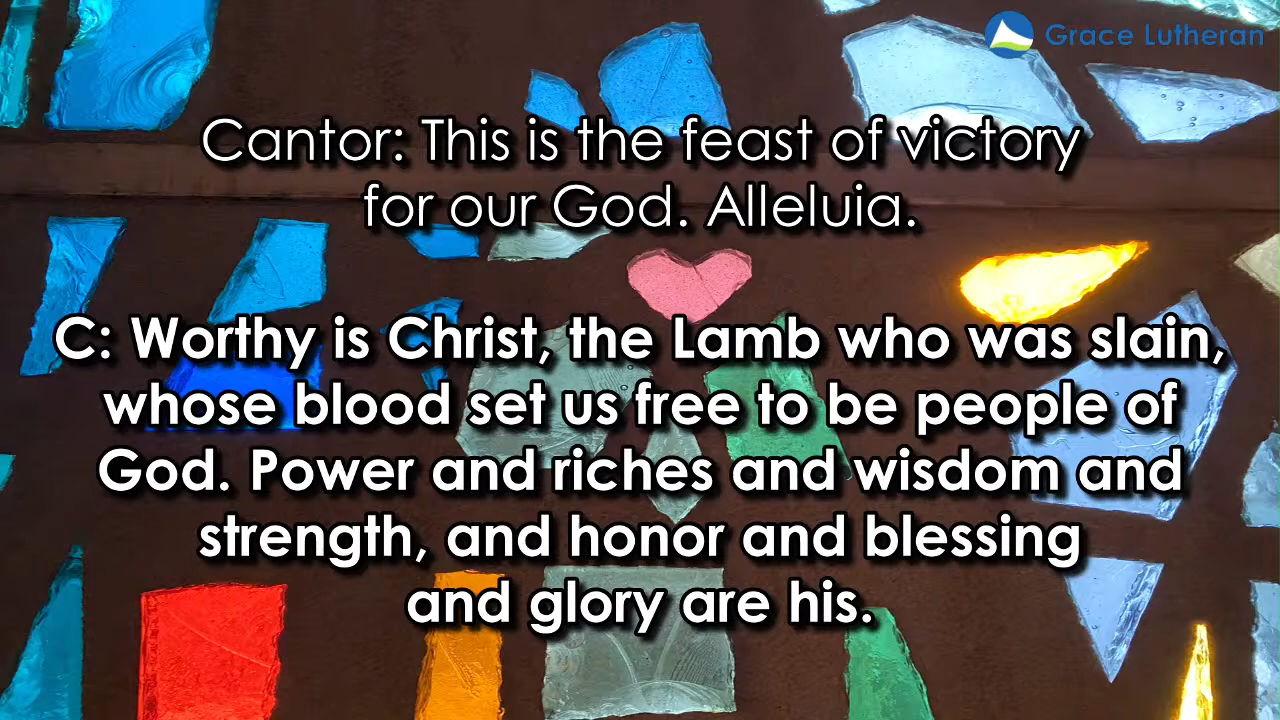 Grace Lutheran
Cantor: This is the feast of victory
for our God. Alleluia.
C: Worthy is Christ, the Lamb who was slain,
whose blood set us free to be people of
God. Power and riches and wisdom and
strength, and honor and blessing
and glory are his.